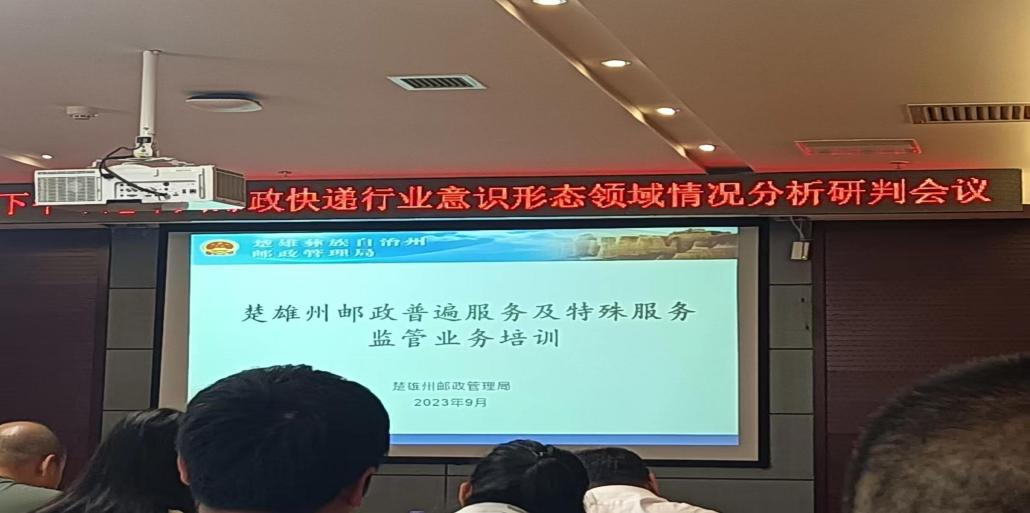 政快递行业意识形态领域情况分析研判会议
楚雄彝族自治州
邮政管理局
楚雄州邮政普遍服务及特殊服务
监管业务培训
楚雄州邮政管理局
2023年9月